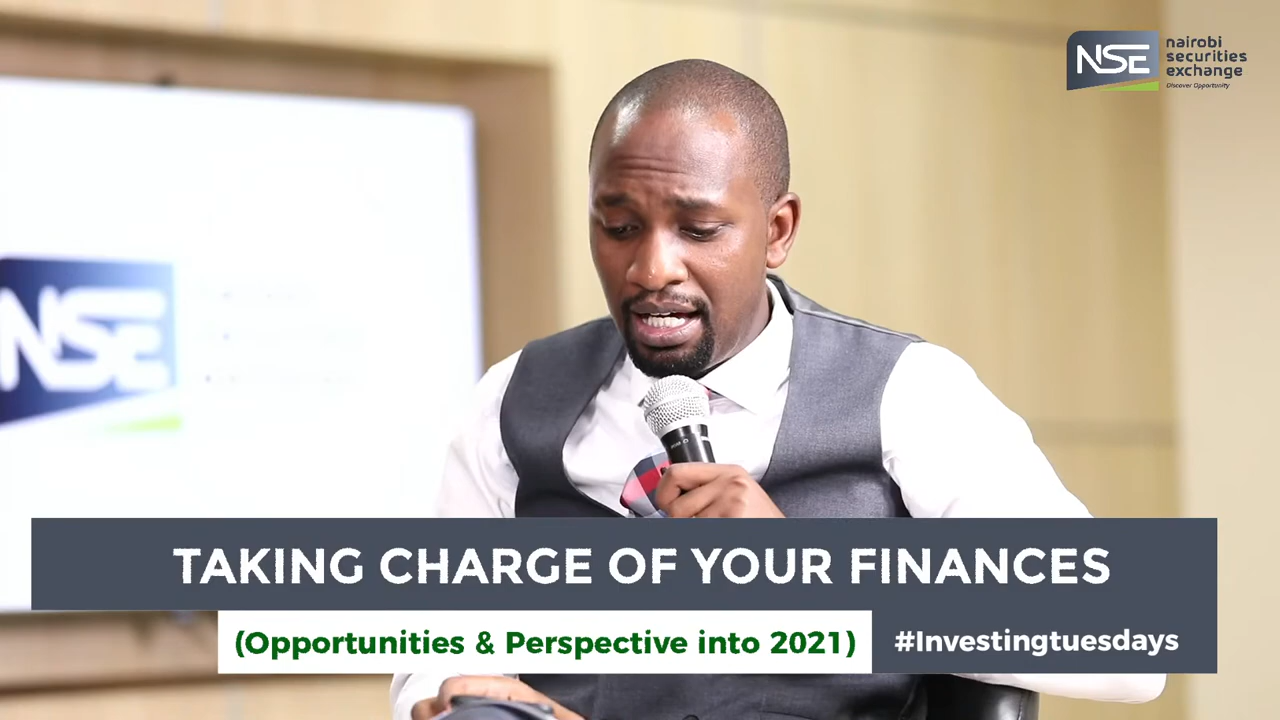 NSE
nairobi
securities
exchange
Discover Opportunity
NSE
TAKING CHARGE OF YOUR FINANCES
(Opportunities & Perspective into 2021)
#Investingtuesdays